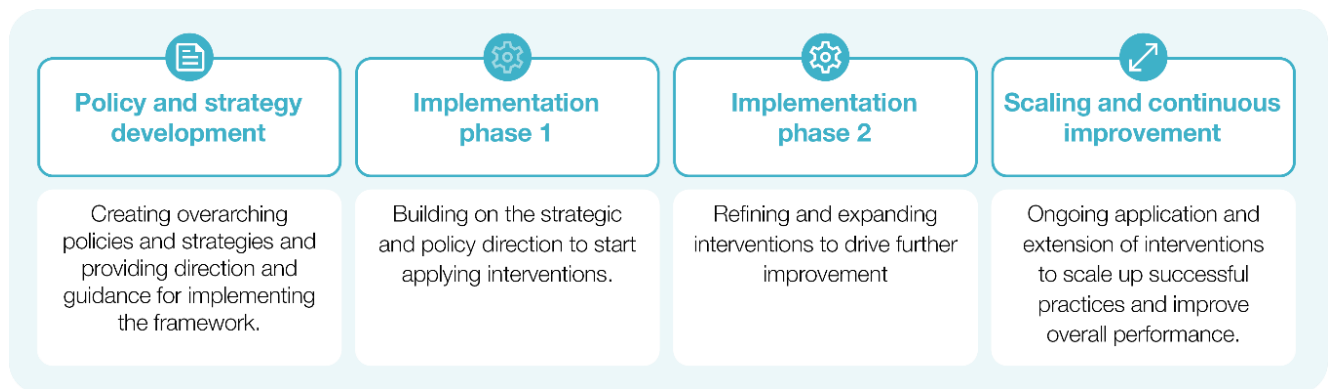 Policy and strategy
development
Creating overarching
policies and strategies and
providing direction and
guidance for implementing
the framework.
Implementation
phase 1
Building on the strategic
and policy direction to start
applying interventions.
Implementation
phase 2
Refining and expanding
interventions to drive further
improvement
Scaling and continuous
improvement
Ongoing application and
extension of interventions
to scale up successful
practices and improve
overall performance.